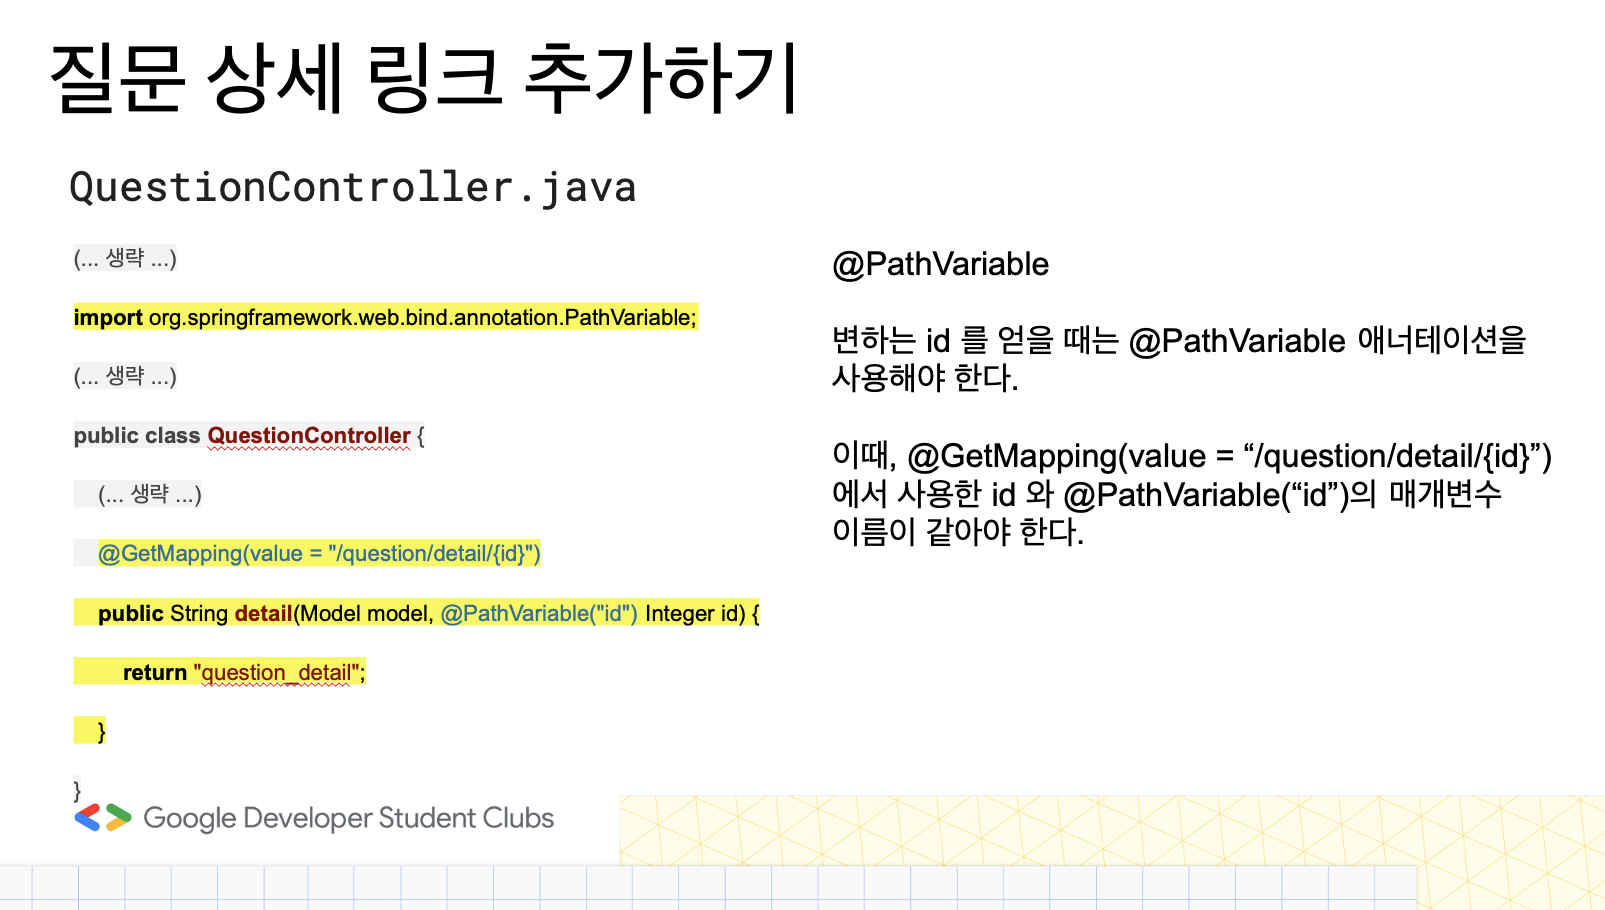 질문 상세 링크 추가하기
QuestionController.java
(... 생략 ...)
import org.springframework.web.bind.annotation.PathVariable;
(... 생략 ...)
public class QuestionController {
(... 생략 ...)
@GetMapping(value = "/question/detail/{id}")
public String detail(Model model, @PathVariable("id") Integer id) {
return "question_detail";
}
}
@PathVariable
변하는 id 를 얻을 때는 @PathVariable 애너테이션을
사용해야 한다.
이때, @GetMapping(value = “/question/detail/{id}”)
에서 사용한 id 와 @PathVariable(“id”)의 매개변수
이름이 같아야 한다.
Google Developer Student Clubs